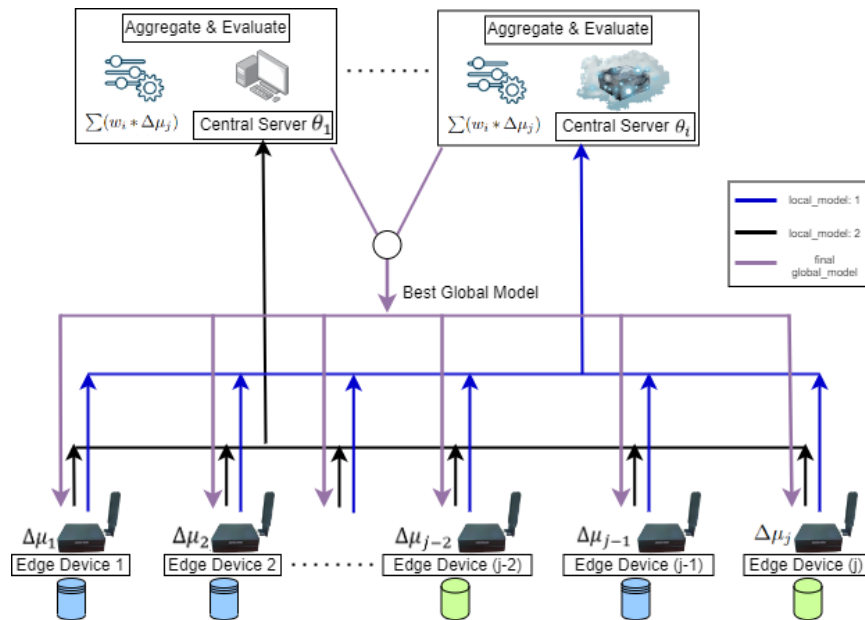 Aggregate & Evaluate
∑(w_i * Δμ_j)
Central Server θ_1
Aggregate & Evaluate
∑(w_i * Δμ_j)
Central Server θ_i
local_model: 1
local_model: 2
final
global_model
Best Global Model
Δμ_1
Edge Device 1
Δμ_2
Edge Device 2
Δμ_{j−2}
Edge Device (j-2)
Δμ_{j−1}
Edge Device (j-1)
Δμ_j
Edge Device (j)